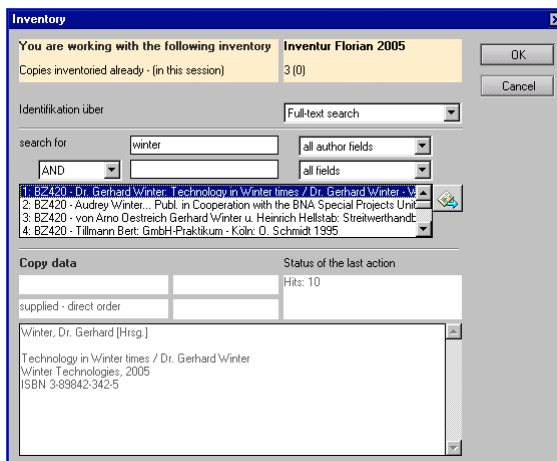 Inventory
You are working with the following inventory Inventur Florian 2005
Copies inventoried already - (in this session) 3 (0)
OK
Cancel
Identifikation über Full-text search
search for winter all author fields
AND all fields
1: BZ420 - Dr. Gerhard Winter: Technology in Winter times / Dr. Gerhard Winter - W
2: BZ420 - Audrey Winter... Publ. in Cooperation with the BNA Special Projects Unit
3: BZ420 - von Arno Oestreich Gerhard Winter u. Heinrich Hellstab: Streitwerthandb
4: BZ420 - Tillmann Bert: GmbH-Praktikum - Köln: O. Schmidt 1995
Copy data Status of the last action
Hits: 10
supplied - direct order
Winter, Dr. Gerhard [Hrsg.]
Technology in Winter times / Dr. Gerhard Winter
Winter Technologies, 2005
ISBN 3-89842-342-5